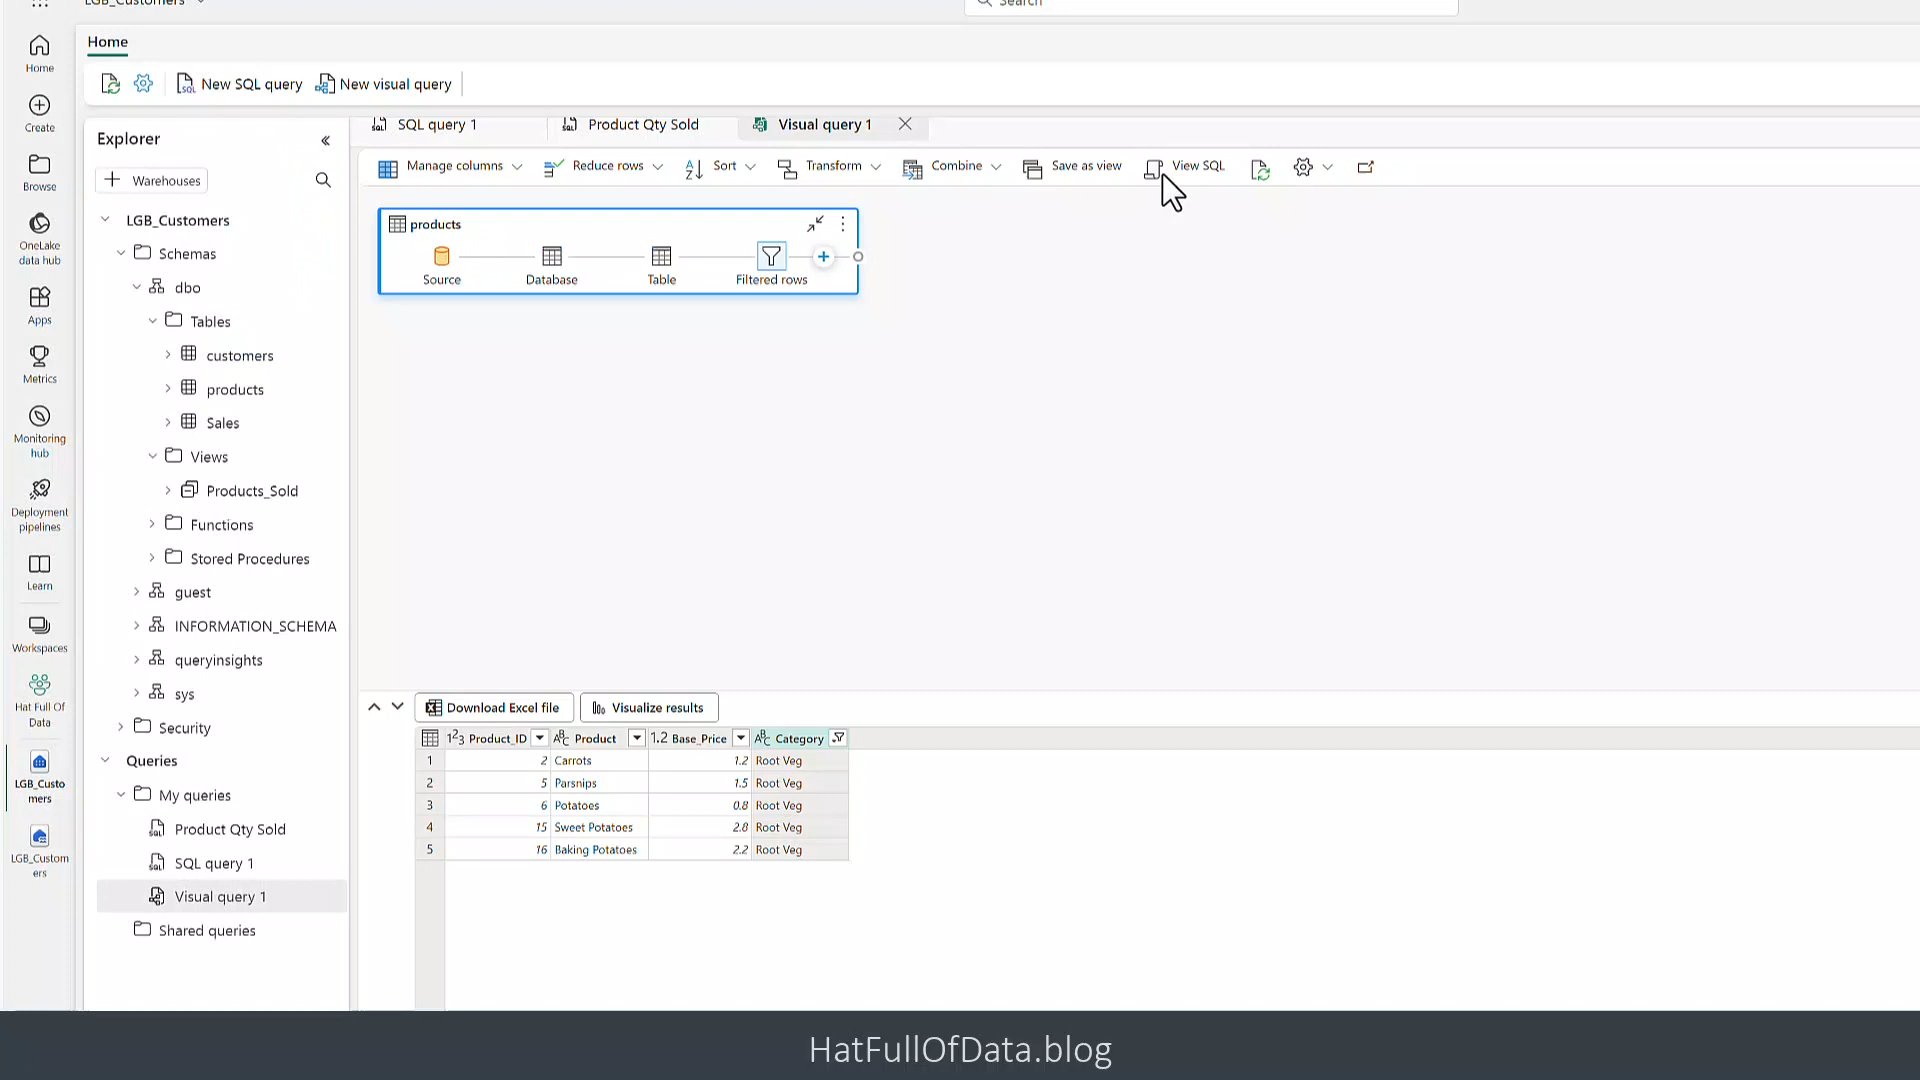 LGB_Customers
Search
Home
New SQL query
New visual query
Home
Create
Browse
OneLake
data hub
Apps
Metrics
Monitoring
hub
Deployment
pipelines
Learn
Workspaces
Hat Full Of
Data
LGB_Custo
mers
LGB_Custom
ers
Explorer
Warehouses
LGB_Customers
Schemas
dbo
Tables
customers
products
Sales
Views
Products_Sold
Functions
Stored Procedures
guest
INFORMATION_SCHEMA
queryinsights
sys
Security
Queries
My queries
Product Qty Sold
SQL query 1
Visual query 1
Shared queries
SQL query 1
Product Qty Sold
Visual query 1
Manage columns
Reduce rows
Sort
Transform
Combine
Save as view
View SQL
products
Source
Database
Table
Filtered rows
Download Excel file
Visualize results
1²3 Product_ID ABC Product 1.2 Base_Price ABC Category
1 2 Carrots 1.2 Root Veg
2 5 Parsnips 1.5 Root Veg
3 6 Potatoes 0.8 Root Veg
4 15 Sweet Potatoes 2.8 Root Veg
5 16 Baking Potatoes 2.2 Root Veg
HatFullOfData.blog